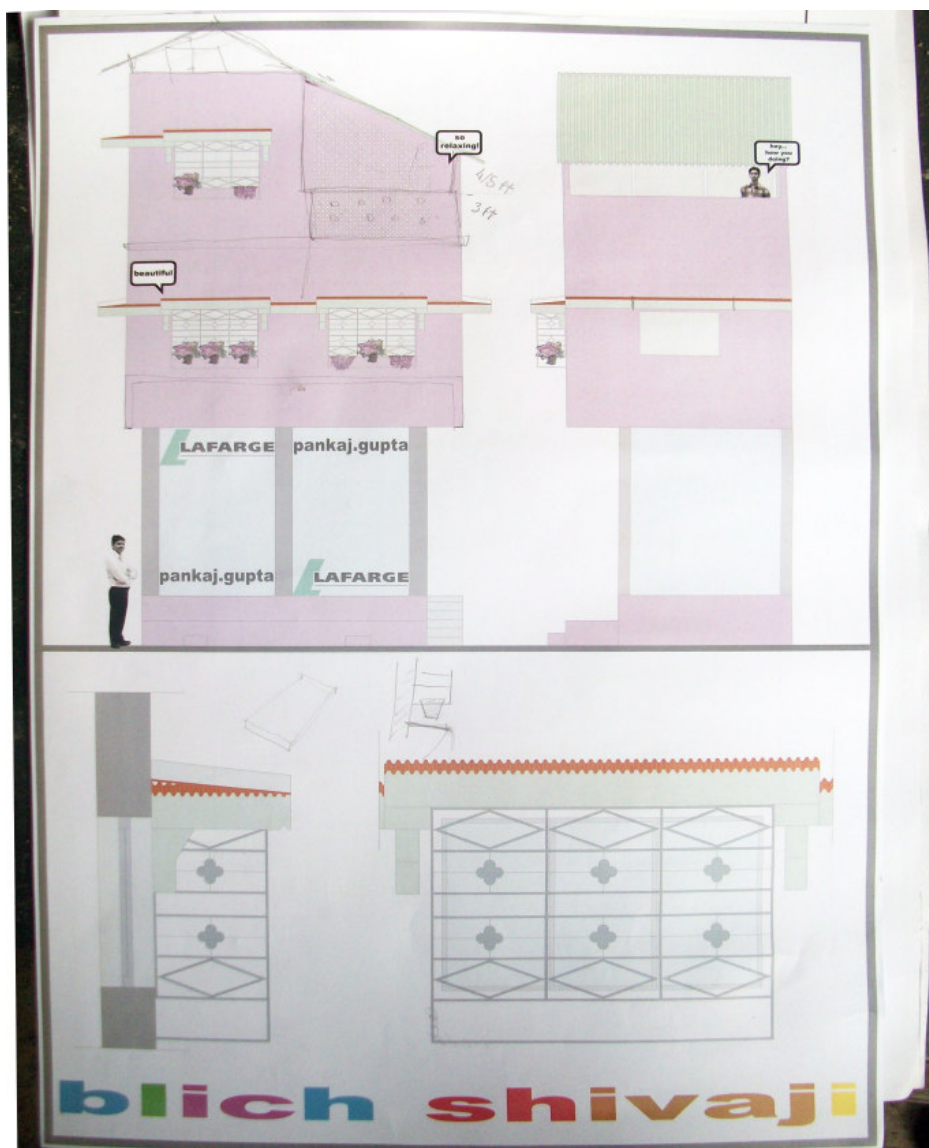 so
relaxing!
hey...
how you
doing?
4/5 ft
3 ft
beautiful
LAFARGE pankaj.gupta
pankaj.gupta LAFARGE
blich shivaji